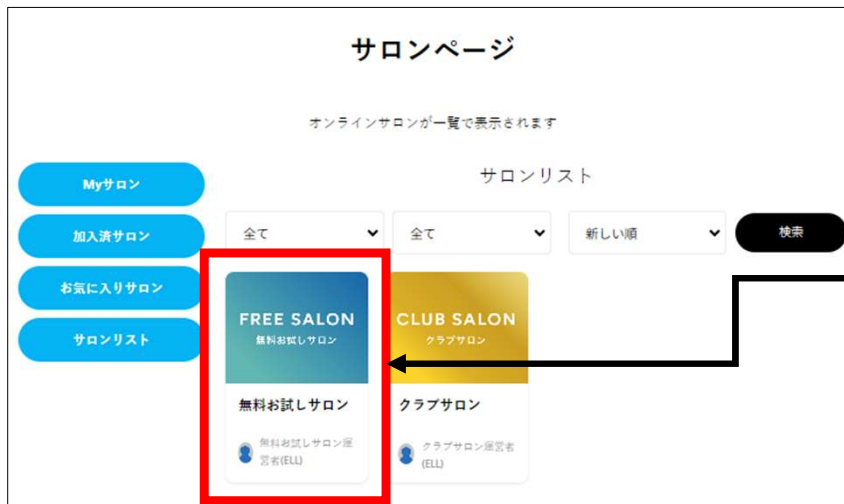 サロンページ
オンラインサロンが一覧で表示されます
サロンリスト
Myサロン
加入済サロン
お気に入りサロン
サロンリスト
全て
全て
新しい順
検索
FREE SALON
無料お試しサロン
無料お試しサロン
無料お試しサロン運
営者(ELL)
CLUB SALON
クラブサロン
クラブサロン
クラブサロン運営者
(ELL)